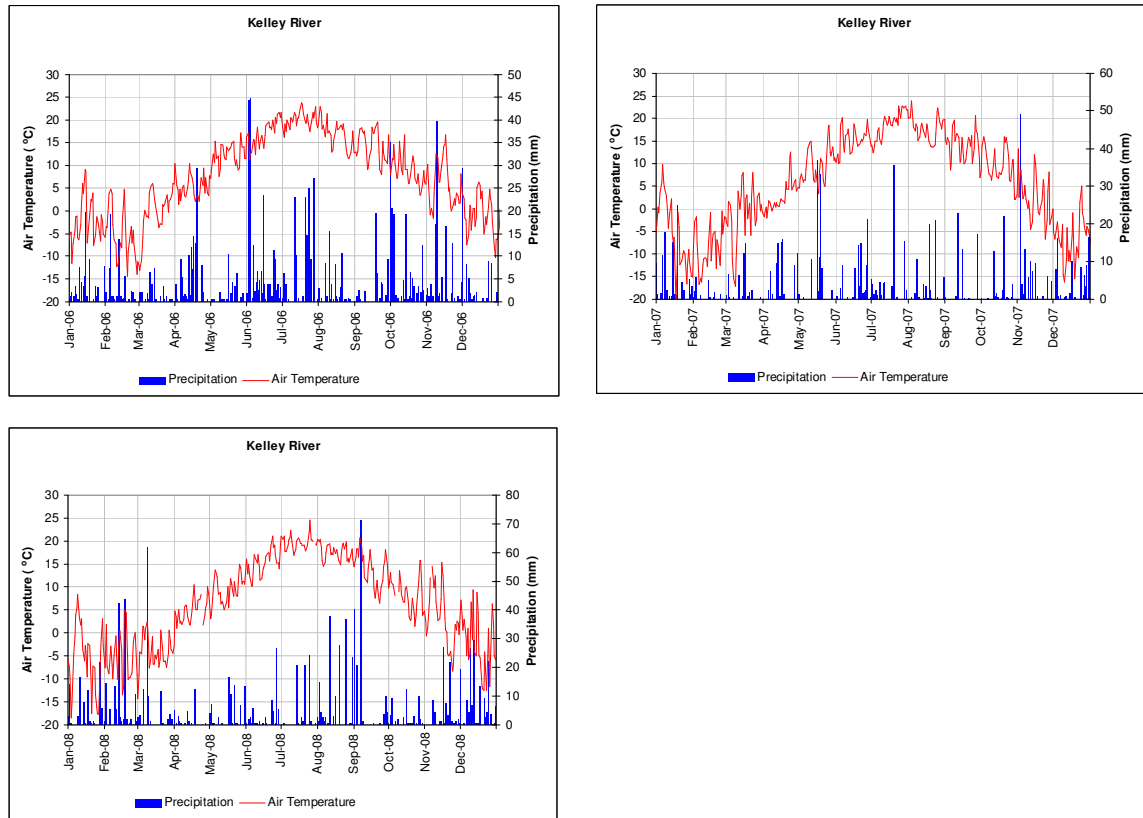 Kelley River
Air Temperature ( °C)
30
25
20
15
10
5
0
-5
-10
-15
-20
50
45
40
35
30
25
20
15
10
5
0
Precipitation (mm)
Jan-06
Feb-06
Mar-06
Apr-06
May-06
Jun-06
Jul-06
Aug-06
Sep-06
Oct-06
Nov-06
Dec-06
Precipitation Air Temperature
Kelley River
Air Temperature ( °C)
30
25
20
15
10
5
0
-5
-10
-15
-20
60
50
40
30
20
10
0
Precipitation (mm)
Jan-07
Feb-07
Mar-07
Apr-07
May-07
Jun-07
Jul-07
Aug-07
Sep-07
Oct-07
Nov-07
Dec-07
Precipitation Air Temperature
Kelley River
Air Temperature ( °C)
30
25
20
15
10
5
0
-5
-10
-15
-20
80
70
60
50
40
30
20
10
0
Precipitation (mm)
Jan-08
Feb-08
Mar-08
Apr-08
May-08
Jun-08
Jul-08
Aug-08
Sep-08
Oct-08
Nov-08
Dec-08
Precipitation Air Temperature